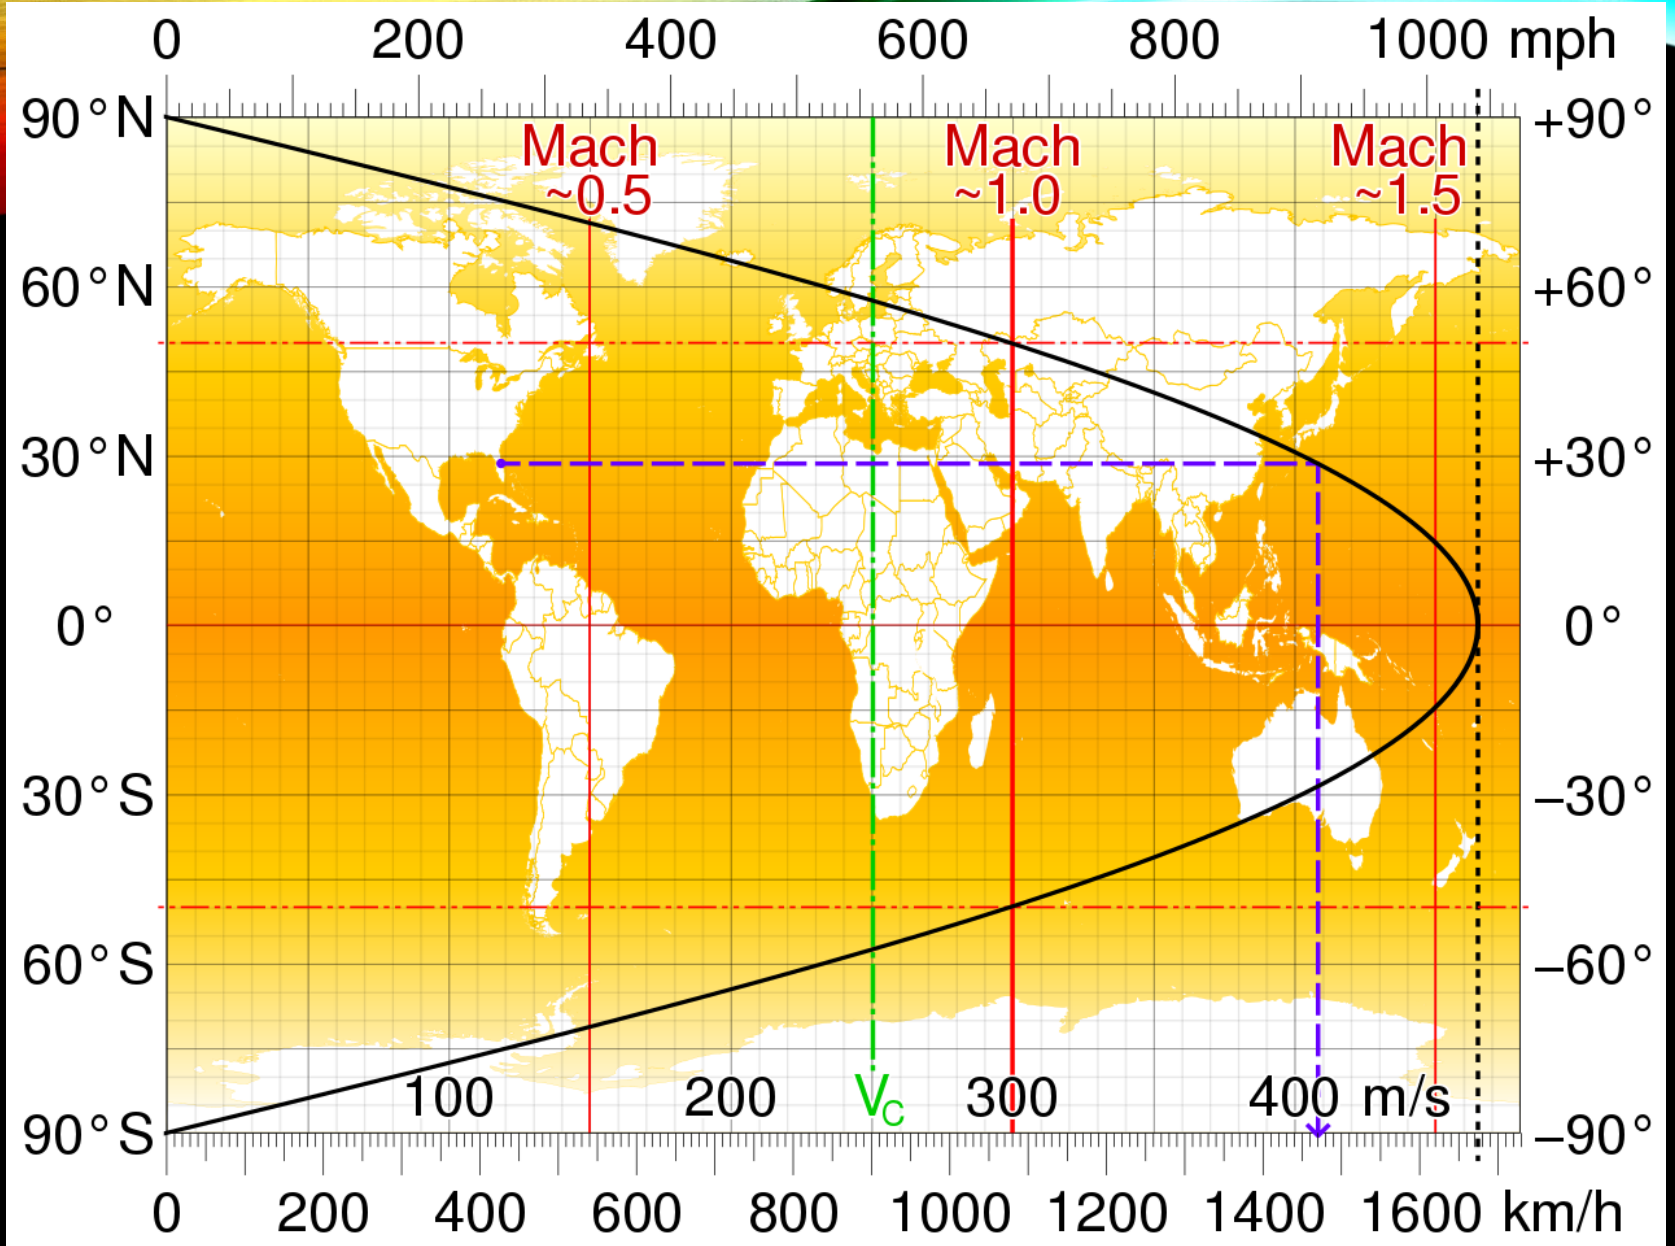 0 200 400 600 800 1000 mph
90°N +90°
Mach Mach Mach
~0.5 ~1.0 ~1.5
60°N +60°
30°N +30°
0° 0°
30°S –30°
60°S –60°
100 200 Vc 300 400 m/s
90°S –90°
0 200 400 600 800 1000 1200 1400 1600 km/h